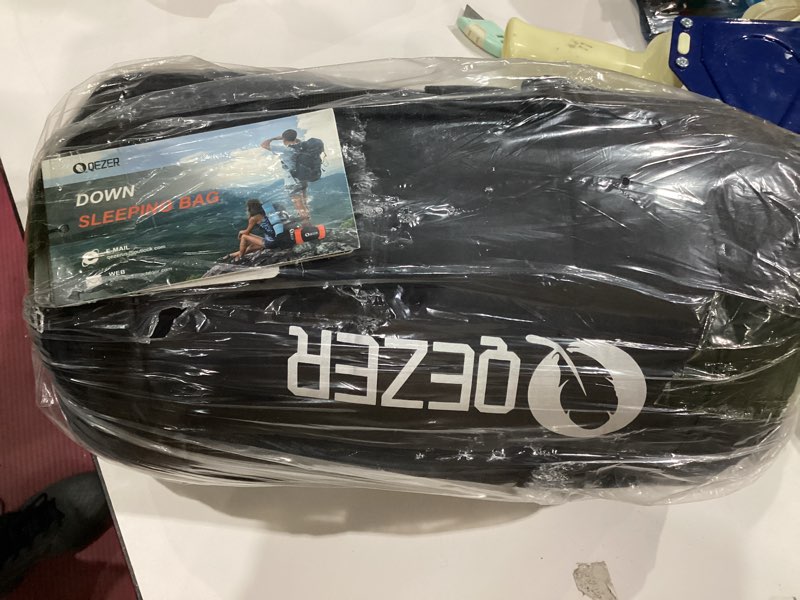 QEZER
DOWN
SLEEPING BAG
E-MAIL
WEB
QEZER